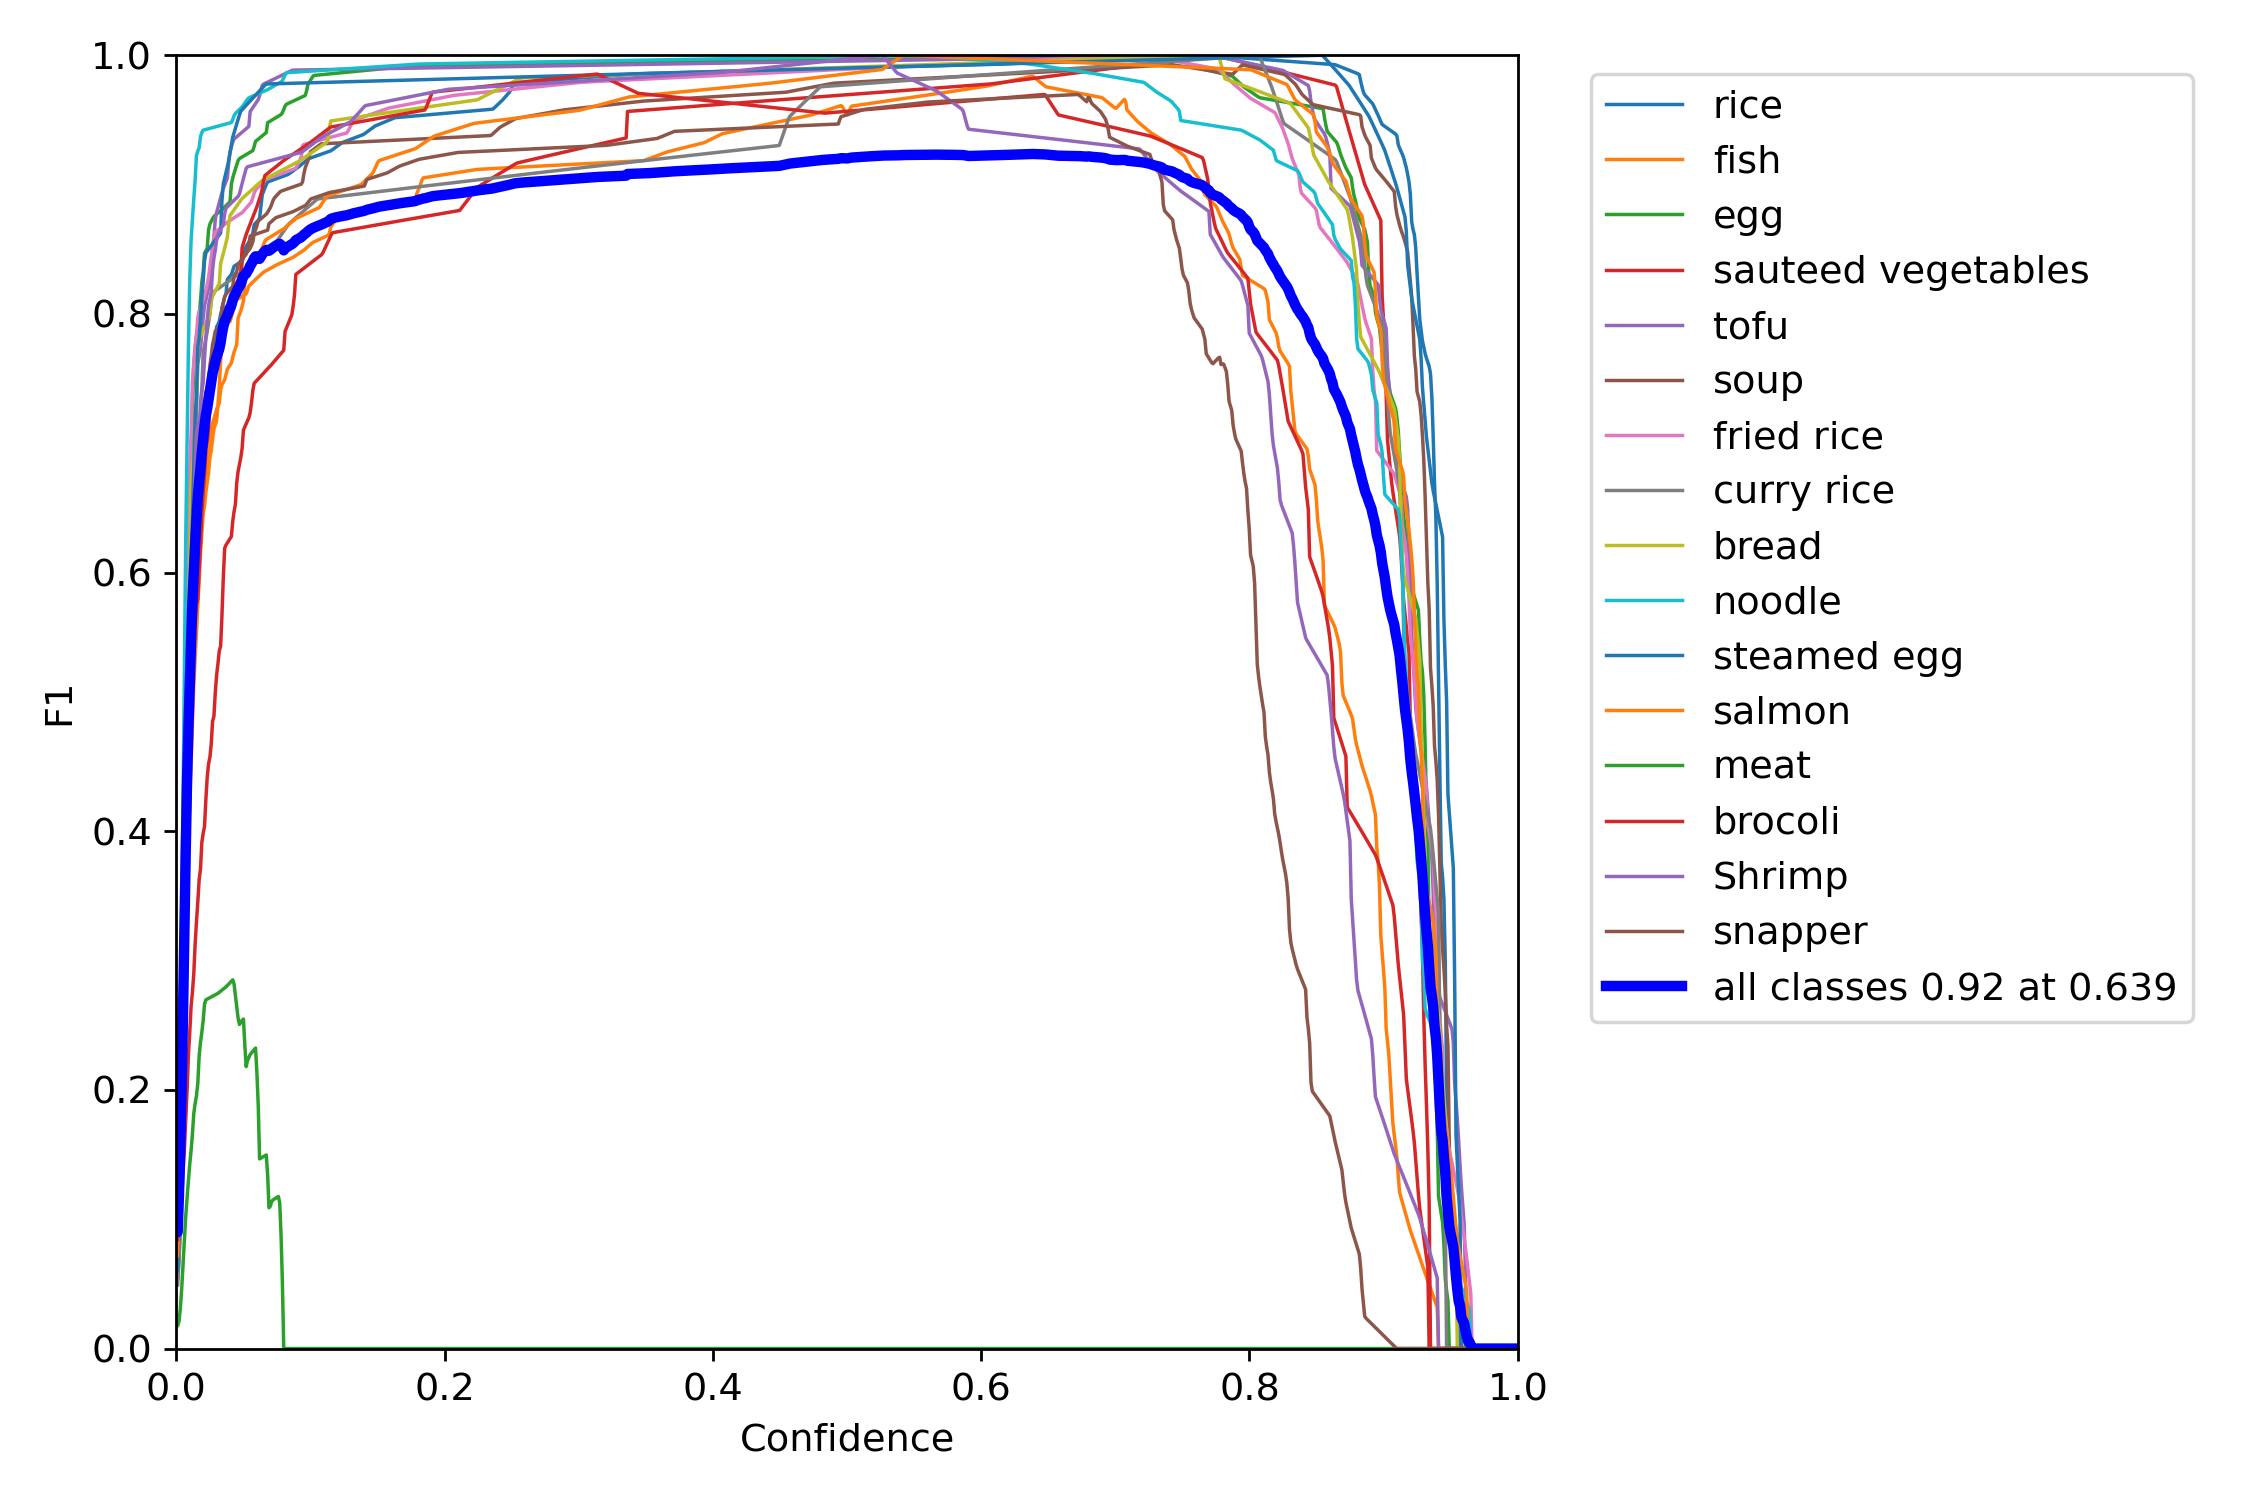 1.0
0.8
0.6
0.4
0.2
0.0
F1
0.0 0.2 0.4 0.6 0.8 1.0
Confidence
rice
fish
egg
sauteed vegetables
tofu
soup
fried rice
curry rice
bread
noodle
steamed egg
salmon
meat
brocoli
Shrimp
snapper
all classes 0.92 at 0.639